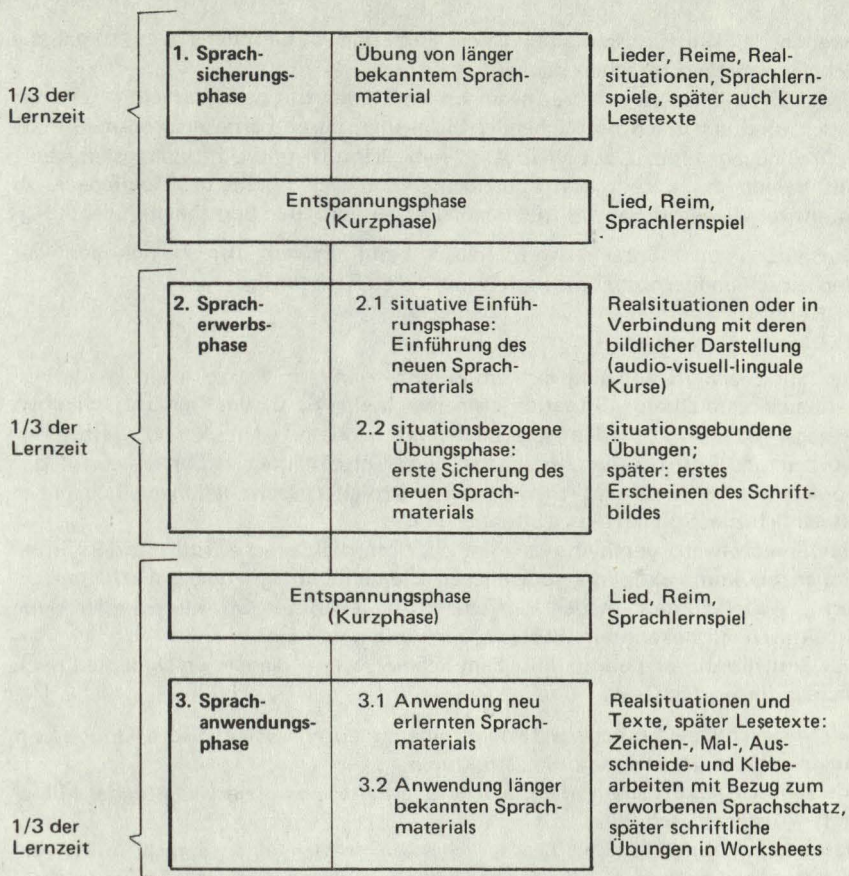 1. Sprach-
sicherungs-
phase
Übung von länger
bekanntem Sprach-
material
Lieder, Reime, Real-
situationen, Sprachlern-
spiele, später auch kurze
Lesetexte
1/3 der
Lernzeit
Entspannungsphase
(Kurzphase)
Lied, Reim,
Sprachlernspiel
2. Sprach-
erwerbs-
phase
2.1 situative Einfüh-
rungsphase:
Einführung des
neuen Sprach-
materials
Realsituationen oder in
Verbindung mit deren
bildlicher Darstellung
(audio-visuell-linguale
Kurse)
1/3 der
Lernzeit
2.2 situationsbezogene
Übungsphase:
erste Sicherung des
neuen Sprach-
materials
situationsgebundene
Übungen;
später: erstes
Erscheinen des Schrift-
bildes
Entspannungsphase
(Kurzphase)
Lied, Reim,
Sprachlernspiel
3. Sprach-
anwendungs-
phase
3.1 Anwendung neu
erlernten Sprach-
materials
3.2 Anwendung länger
bekannten Sprach-
materials
Realsituationen und
Texte, später Lesetexte:
Zeichen-, Mal-, Aus-
schneide- und Klebe-
arbeiten mit Bezug zum
erworbenen Sprachschatz,
später schriftliche
Übungen in Worksheets
1/3 der
Lernzeit